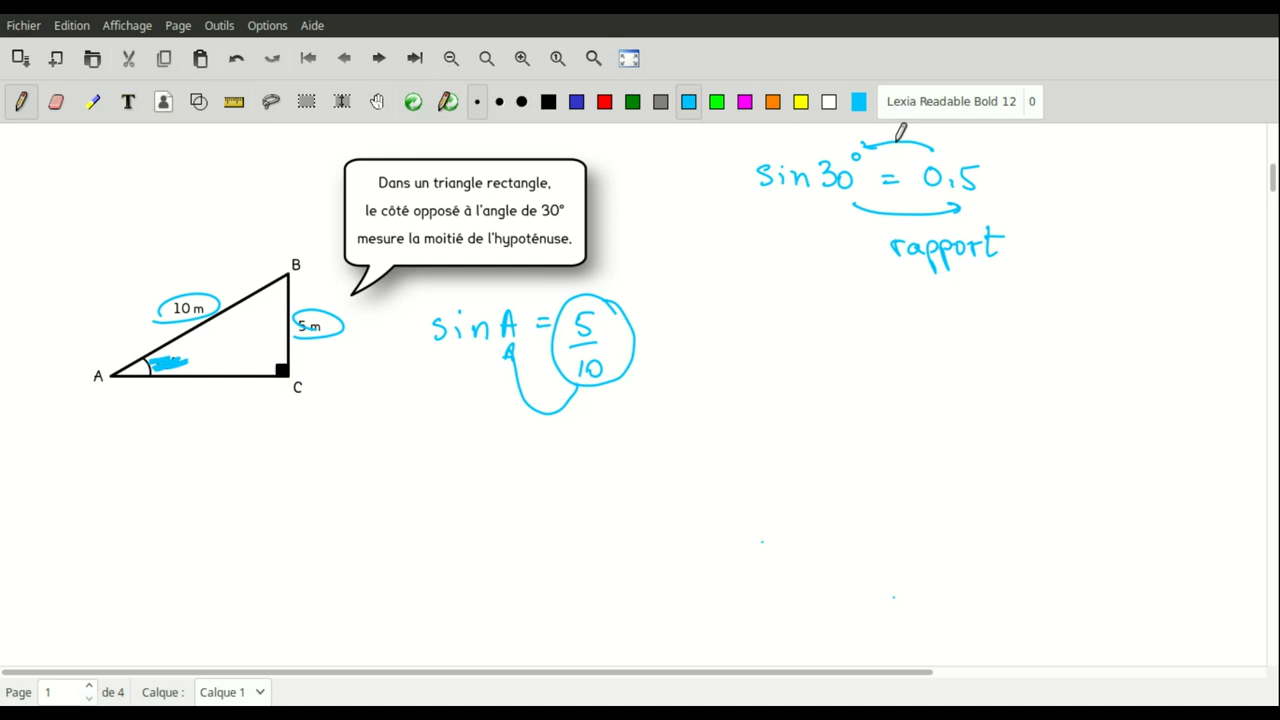 Fichier Edition Affichage Page Outils Options Aide
Lexia Readable Bold 12 0
sin 30° = 0.5
rapport
Dans un triangle rectangle,
le côté opposé à l'angle de 30°
mesure la moitié de l'hypoténuse.
B
10 m
5 m
A
C
sin A = 5
10
Page 1 de 4 Calque : Calque 1